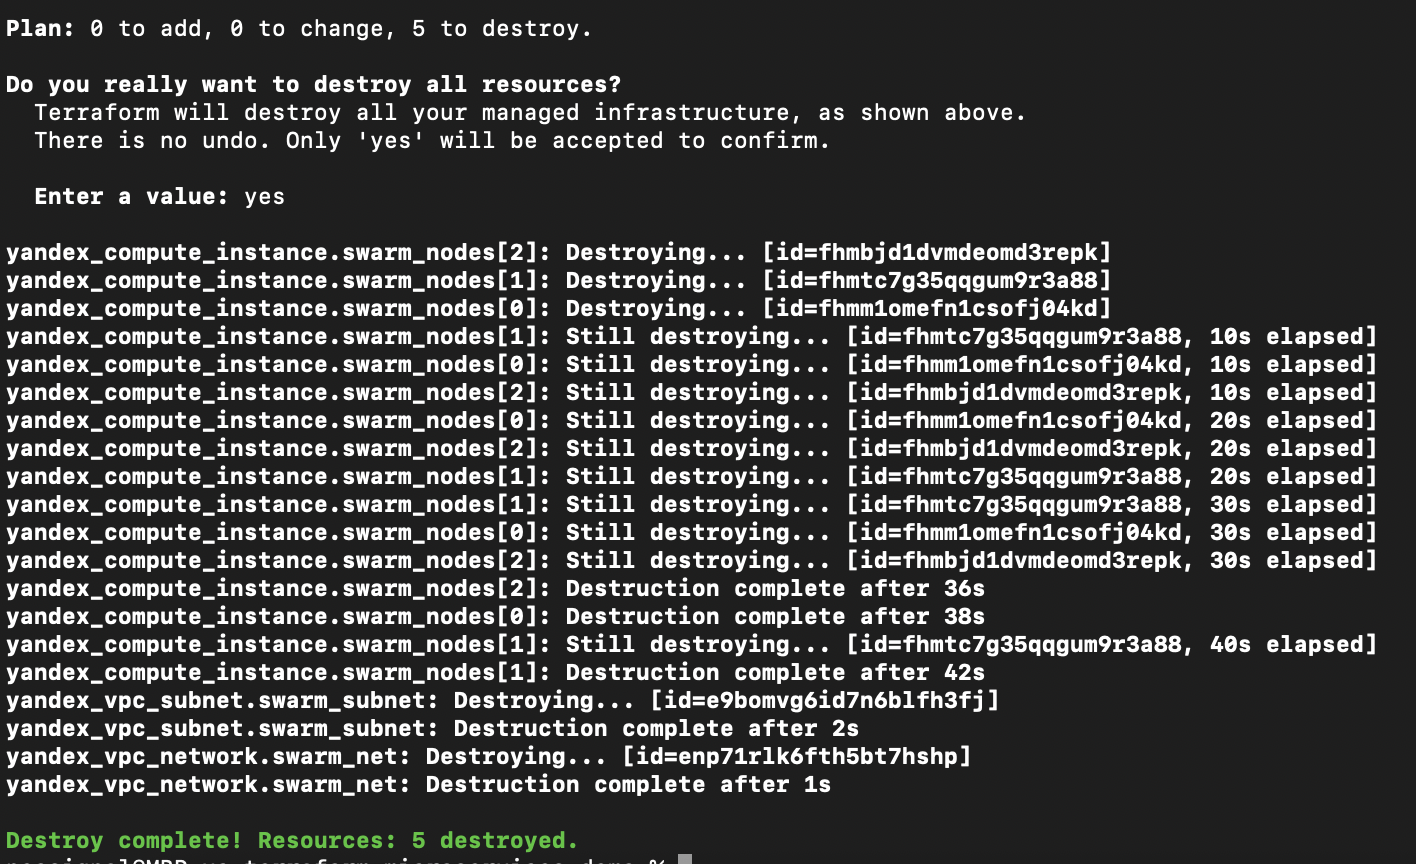 Plan: 0 to add, 0 to change, 5 to destroy.
Do you really want to destroy all resources?
Terraform will destroy all your managed infrastructure, as shown above.
There is no undo. Only 'yes' will be accepted to confirm.
Enter a value: yes
yandex_compute_instance.swarm_nodes[2]: Destroying... [id=fhmbjd1dvmdeomd3repk]
yandex_compute_instance.swarm_nodes[1]: Destroying... [id=fhmtc7g35qqgum9r3a88]
yandex_compute_instance.swarm_nodes[0]: Destroying... [id=fhmm1omefn1csofj04kd]
yandex_compute_instance.swarm_nodes[1]: Still destroying... [id=fhmtc7g35qqgum9r3a88, 10s elapsed]
yandex_compute_instance.swarm_nodes[0]: Still destroying... [id=fhmm1omefn1csofj04kd, 10s elapsed]
yandex_compute_instance.swarm_nodes[2]: Still destroying... [id=fhmbjd1dvmdeomd3repk, 10s elapsed]
yandex_compute_instance.swarm_nodes[0]: Still destroying... [id=fhmm1omefn1csofj04kd, 20s elapsed]
yandex_compute_instance.swarm_nodes[2]: Still destroying... [id=fhmbjd1dvmdeomd3repk, 20s elapsed]
yandex_compute_instance.swarm_nodes[1]: Still destroying... [id=fhmtc7g35qqgum9r3a88, 20s elapsed]
yandex_compute_instance.swarm_nodes[1]: Still destroying... [id=fhmtc7g35qqgum9r3a88, 30s elapsed]
yandex_compute_instance.swarm_nodes[0]: Still destroying... [id=fhmm1omefn1csofj04kd, 30s elapsed]
yandex_compute_instance.swarm_nodes[2]: Still destroying... [id=fhmbjd1dvmdeomd3repk, 30s elapsed]
yandex_compute_instance.swarm_nodes[2]: Destruction complete after 36s
yandex_compute_instance.swarm_nodes[0]: Destruction complete after 38s
yandex_compute_instance.swarm_nodes[1]: Still destroying... [id=fhmtc7g35qqgum9r3a88, 40s elapsed]
yandex_compute_instance.swarm_nodes[1]: Destruction complete after 42s
yandex_vpc_subnet.swarm_subnet: Destroying... [id=e9bomvg6id7n6blfh3fj]
yandex_vpc_subnet.swarm_subnet: Destruction complete after 2s
yandex_vpc_network.swarm_net: Destroying... [id=enp71rlk6fth5bt7hshp]
yandex_vpc_network.swarm_net: Destruction complete after 1s
Destroy complete! Resources: 5 destroyed.